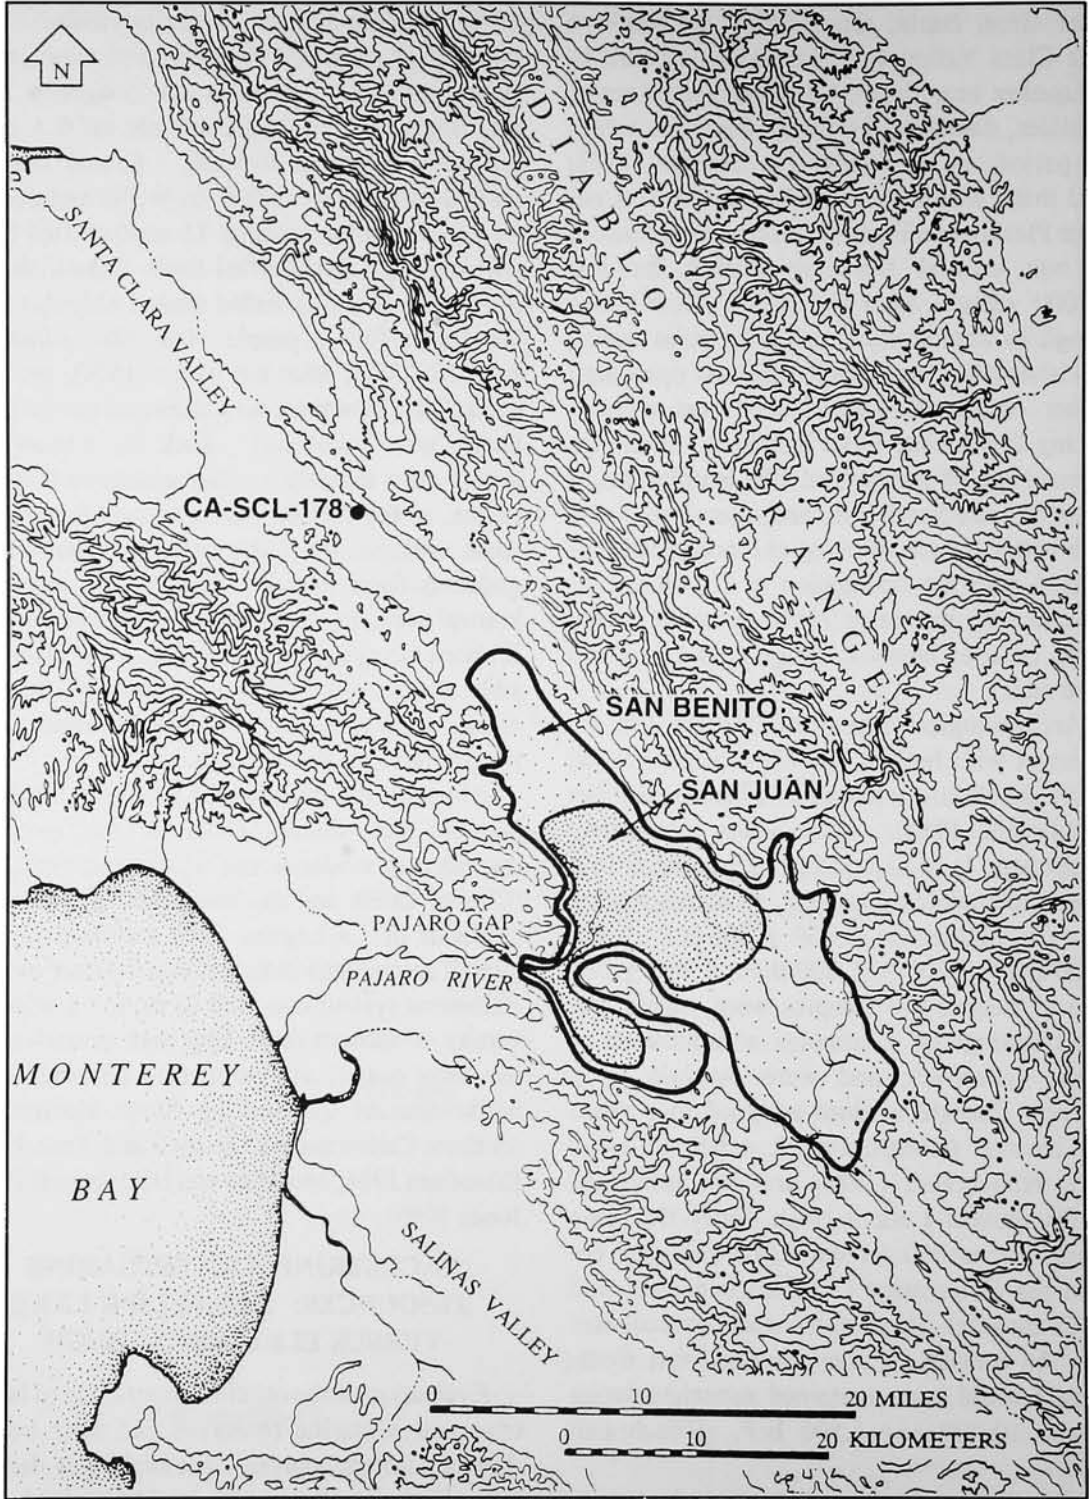 N
DIABLO
RANGE
SANTA CLARA VALLEY
CA-SCL-178
SAN BENITO
SAN JUAN
PAJARO GAP
PAJARO RIVER
MONTEREY
BAY
SALINAS VALLEY
0 10 20 MILES
0 10 20 KILOMETERS